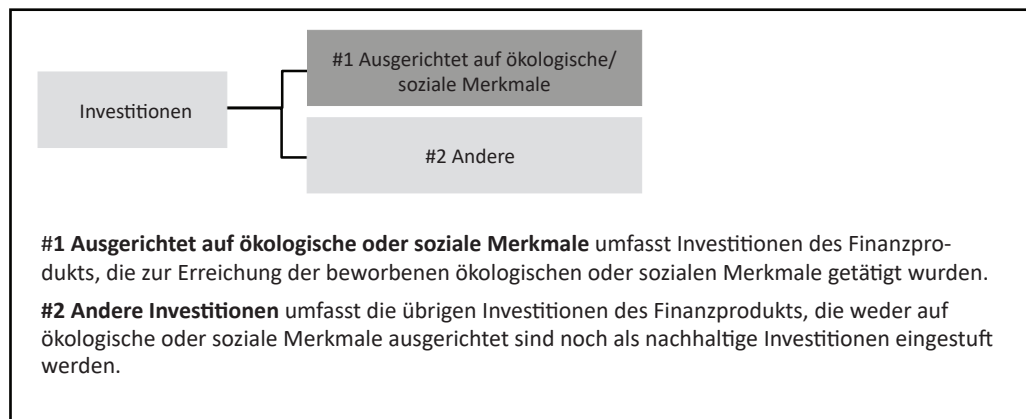 #1 Ausgerichtet auf ökologische/
soziale Merkmale
Investitionen
#2 Andere
#1 Ausgerichtet auf ökologische oder soziale Merkmale umfasst Investitionen des Finanzpro-
dukts, die zur Erreichung der beworbenen ökologischen oder sozialen Merkmale getätigt wurden.
#2 Andere Investitionen umfasst die übrigen Investitionen des Finanzprodukts, die weder auf
ökologische oder soziale Merkmale ausgerichtet sind noch als nachhaltige Investitionen eingestuft
werden.